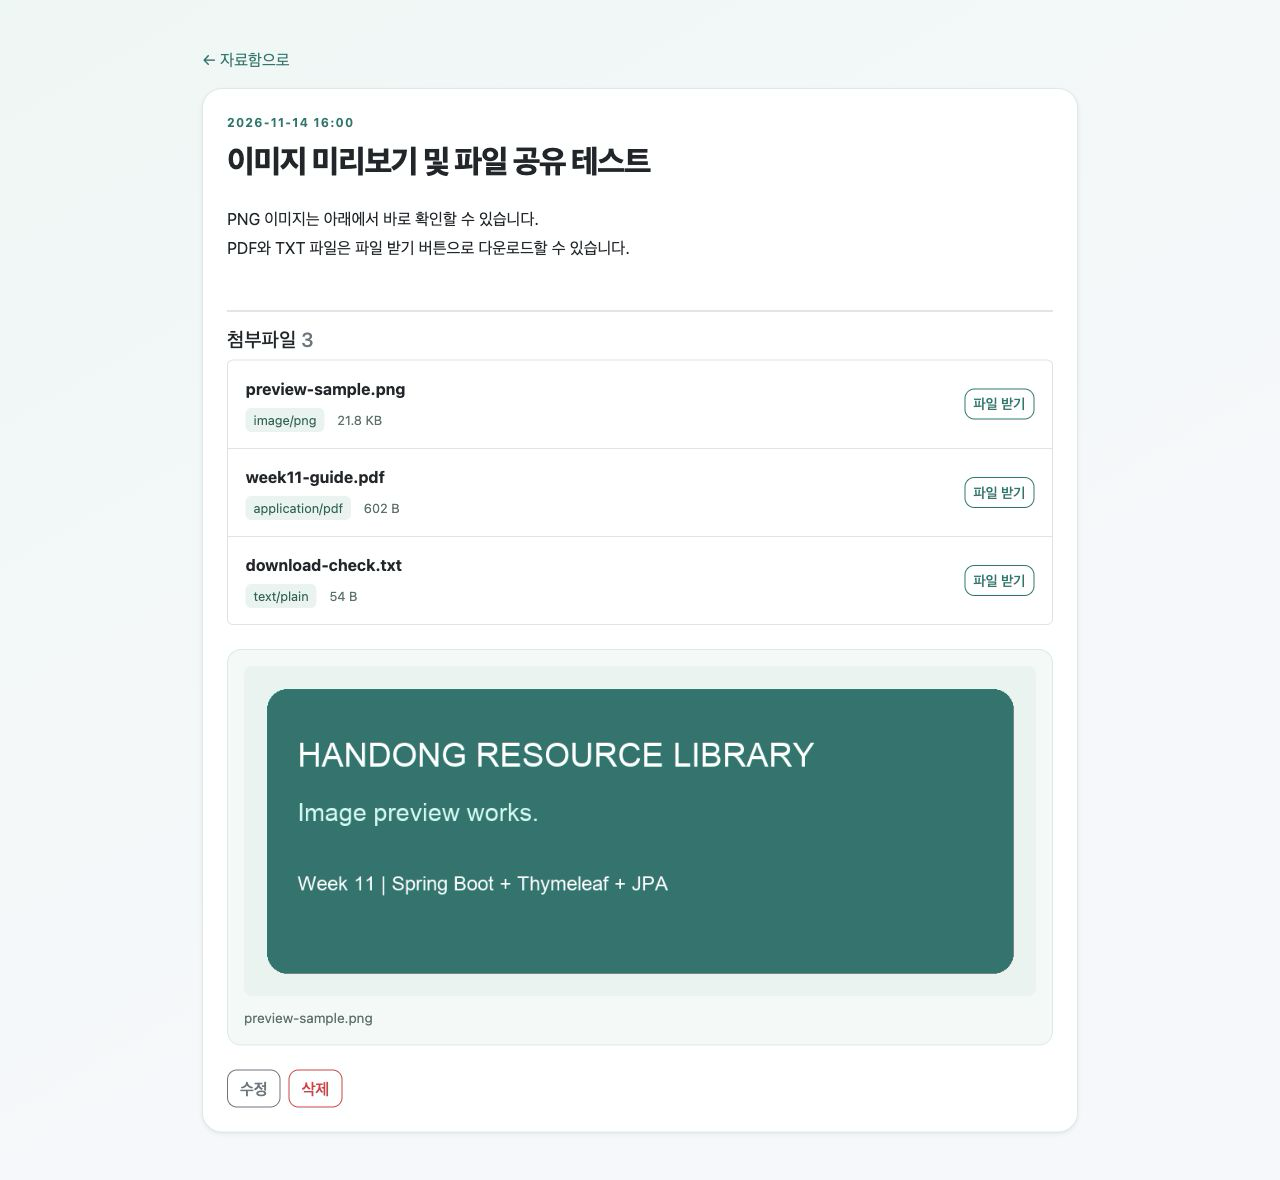 ← 자료함으로
2026-11-14 16:00
이미지 미리보기 및 파일 공유 테스트
PNG 이미지는 아래에서 바로 확인할 수 있습니다.
PDF와 TXT 파일은 파일 받기 버튼으로 다운로드할 수 있습니다.
첨부파일 3
preview-sample.png
image/png 21.8 KB
파일 받기
week11-guide.pdf
application/pdf 602 B
파일 받기
download-check.txt
text/plain 54 B
파일 받기
HANDONG RESOURCE LIBRARY
Image preview works.
Week 11 | Spring Boot + Thymeleaf + JPA
preview-sample.png
수정 삭제